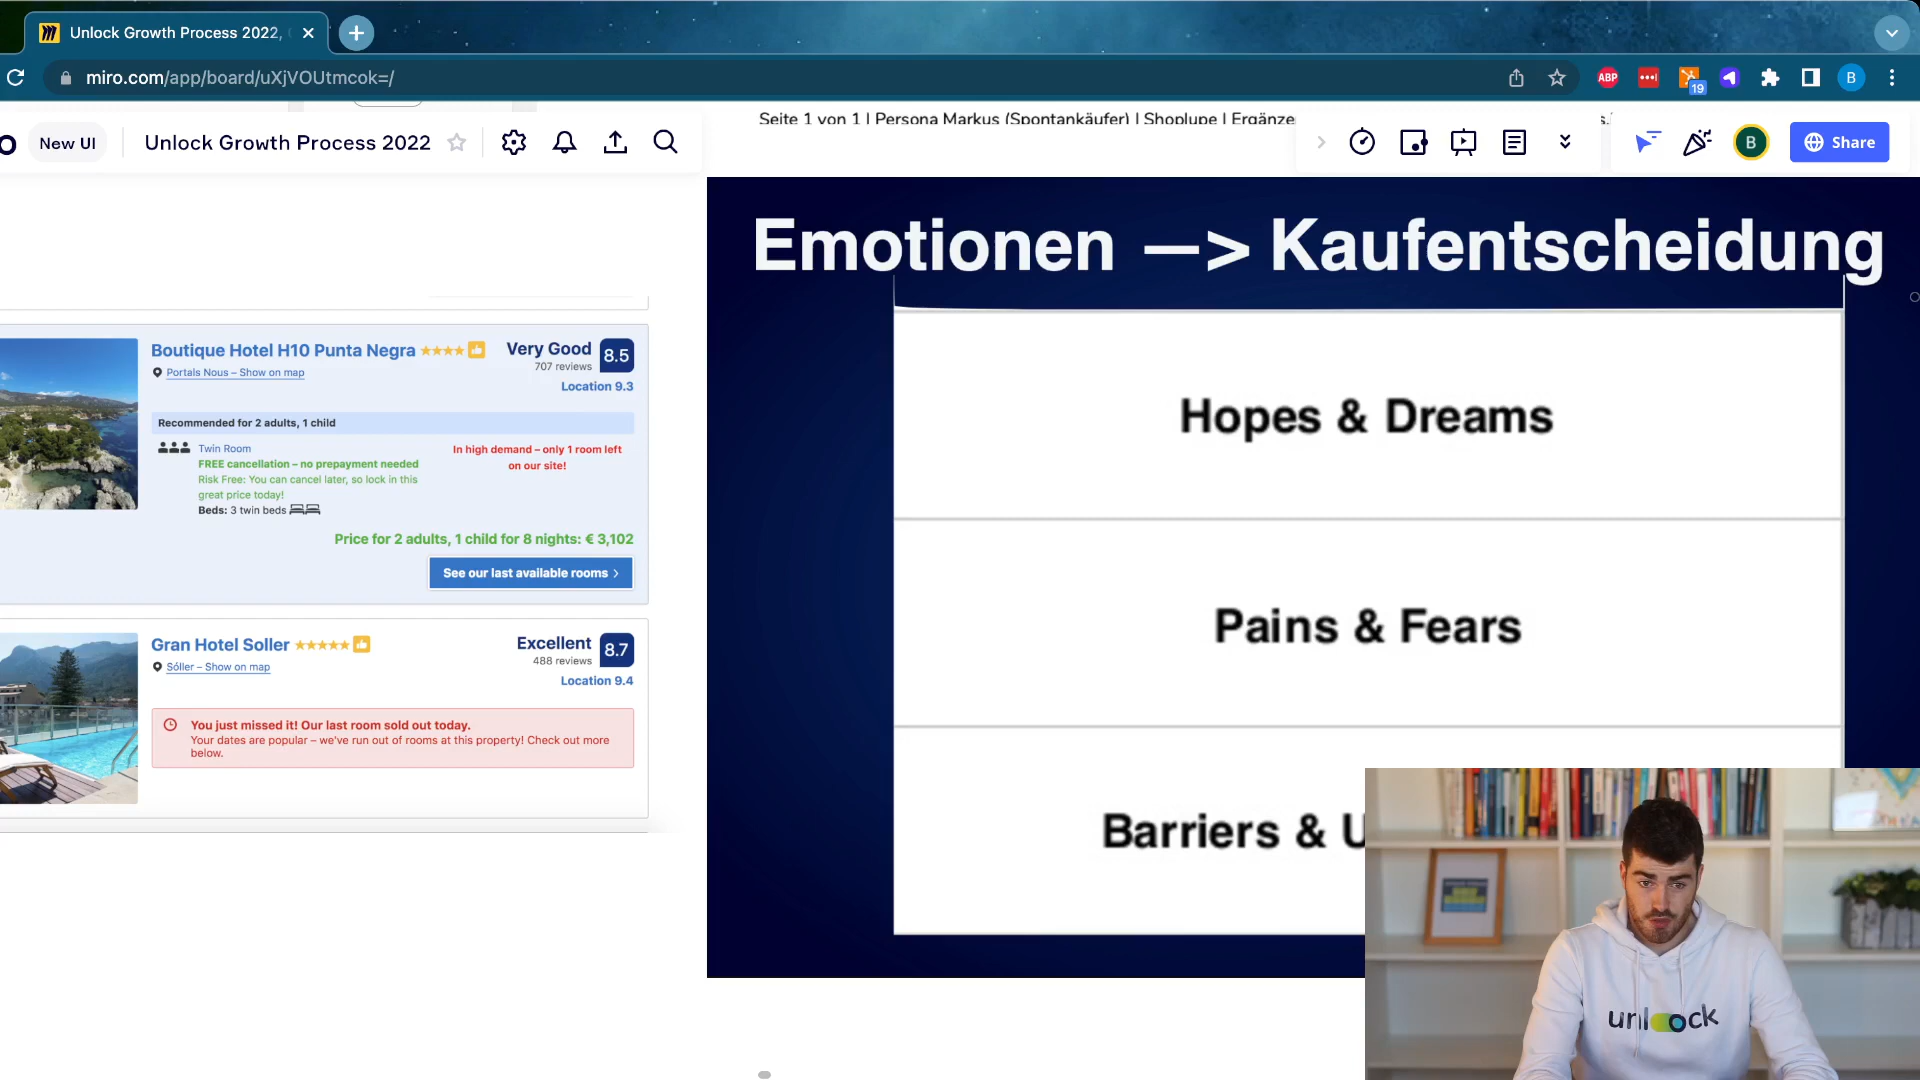 Unlock Growth Process 2022,
miro.com/app/board/uXjVOUtmcok=/
ABP
19
B
Seite 1 von 1 | Persona Markus (Spontankäufer) | Shoplupe | Ergänze
New UI
Unlock Growth Process 2022
B
Share
Emotionen —> Kaufentscheidung
Hopes & Dreams
Pains & Fears
Barriers & U
Boutique Hotel H10 Punta Negra
Very Good
8.5
707 reviews
Portals Nous – Show on map
Location 9.3
Recommended for 2 adults, 1 child
Twin Room
FREE cancellation – no prepayment needed
Risk Free: You can cancel later, so lock in this
great price today!
Beds: 3 twin beds
In high demand – only 1 room left
on our site!
Price for 2 adults, 1 child for 8 nights: € 3,102
See our last available rooms
Gran Hotel Soller
Excellent
8.7
488 reviews
Sóller – Show on map
Location 9.4
You just missed it! Our last room sold out today.
Your dates are popular – we've run out of rooms at this property! Check out more
below.
unlock